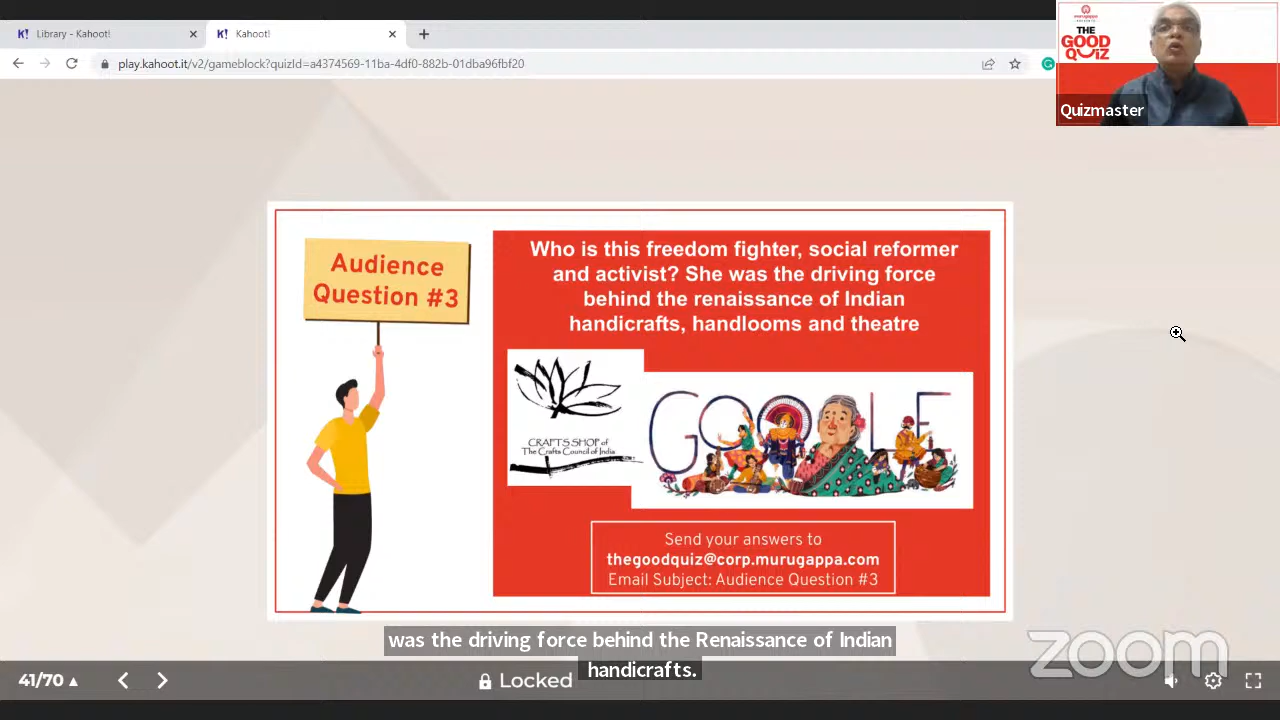 Library - Kahoot!
Kahoot!
play.kahoot.it/v2/gameblock?quizId=a4374569-11ba-4df0-882b-01dba96fbf20
murugappa
THE
GOOD
QUIZ
Quizmaster
Audience
Question #3
Who is this freedom fighter, social reformer
and activist? She was the driving force
behind the renaissance of Indian
handicrafts, handlooms and theatre
CRAFTS SHOP of
The Crafts Council of India
GOOGLE
Send your answers to
thegoodquiz@corp.murugappa.com
Email Subject: Audience Question #3
was the driving force behind the Renaissance of Indian
handicrafts.
zoom
41/70
Locked